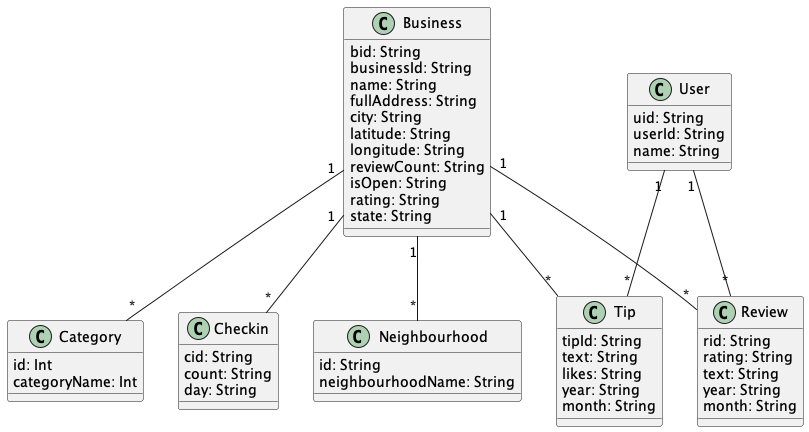 C Business
bid: String
businessId: String
name: String
fullAddress: String
city: String
latitude: String
longitude: String
reviewCount: String
isOpen: String
rating: String
state: String
C User
uid: String
userId: String
name: String
1
1
1
1
1
1
1
*
*
*
*
*
*
*
C Category
id: Int
categoryName: Int
C Checkin
cid: String
count: String
day: String
C Neighbourhood
id: String
neighbourhoodName: String
C Tip
tipId: String
text: String
likes: String
year: String
month: String
C Review
rid: String
rating: String
text: String
year: String
month: String